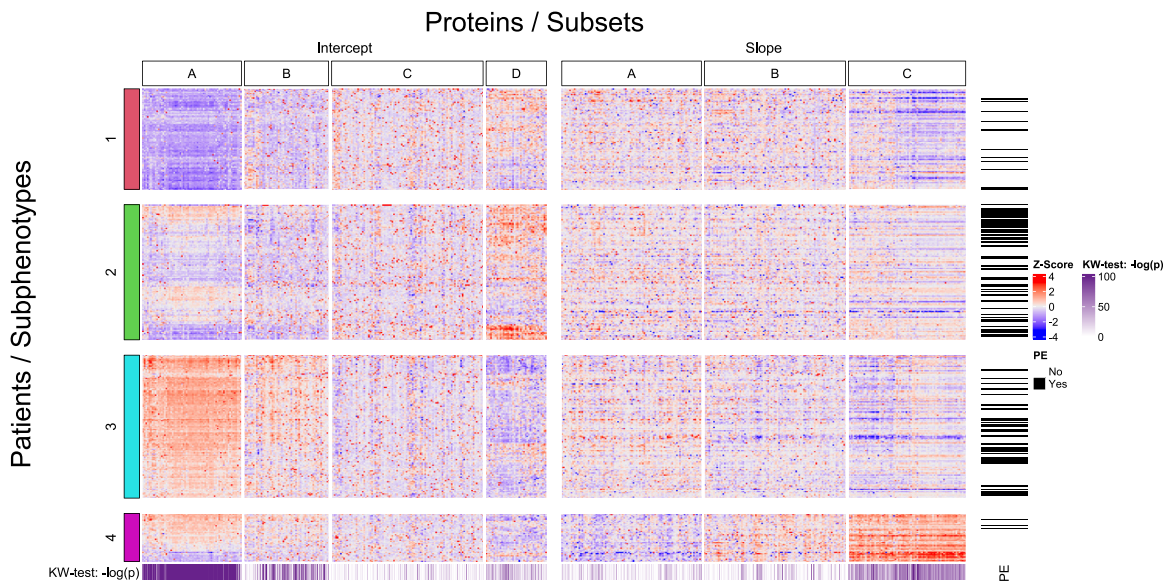 Proteins / Subsets
Intercept
Slope
A
B
C
D
A
B
C
Patients / Subphenotypes
1
2
3
4
Z-Score
4
2
0
-2
-4
KW-test: -log(p)
100
50
0
PE
No
Yes
KW-test: -log(p)
PE